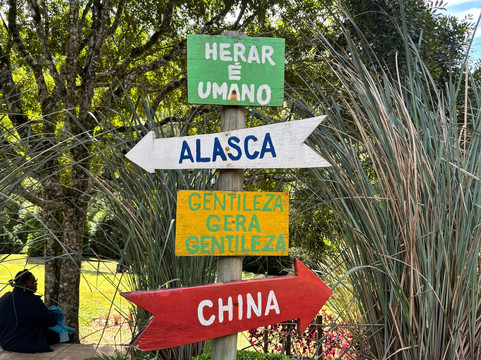 HERAR
É
UMANO
ALASCA
GENTILEZA
GERA
GENTILEZA
CHINA